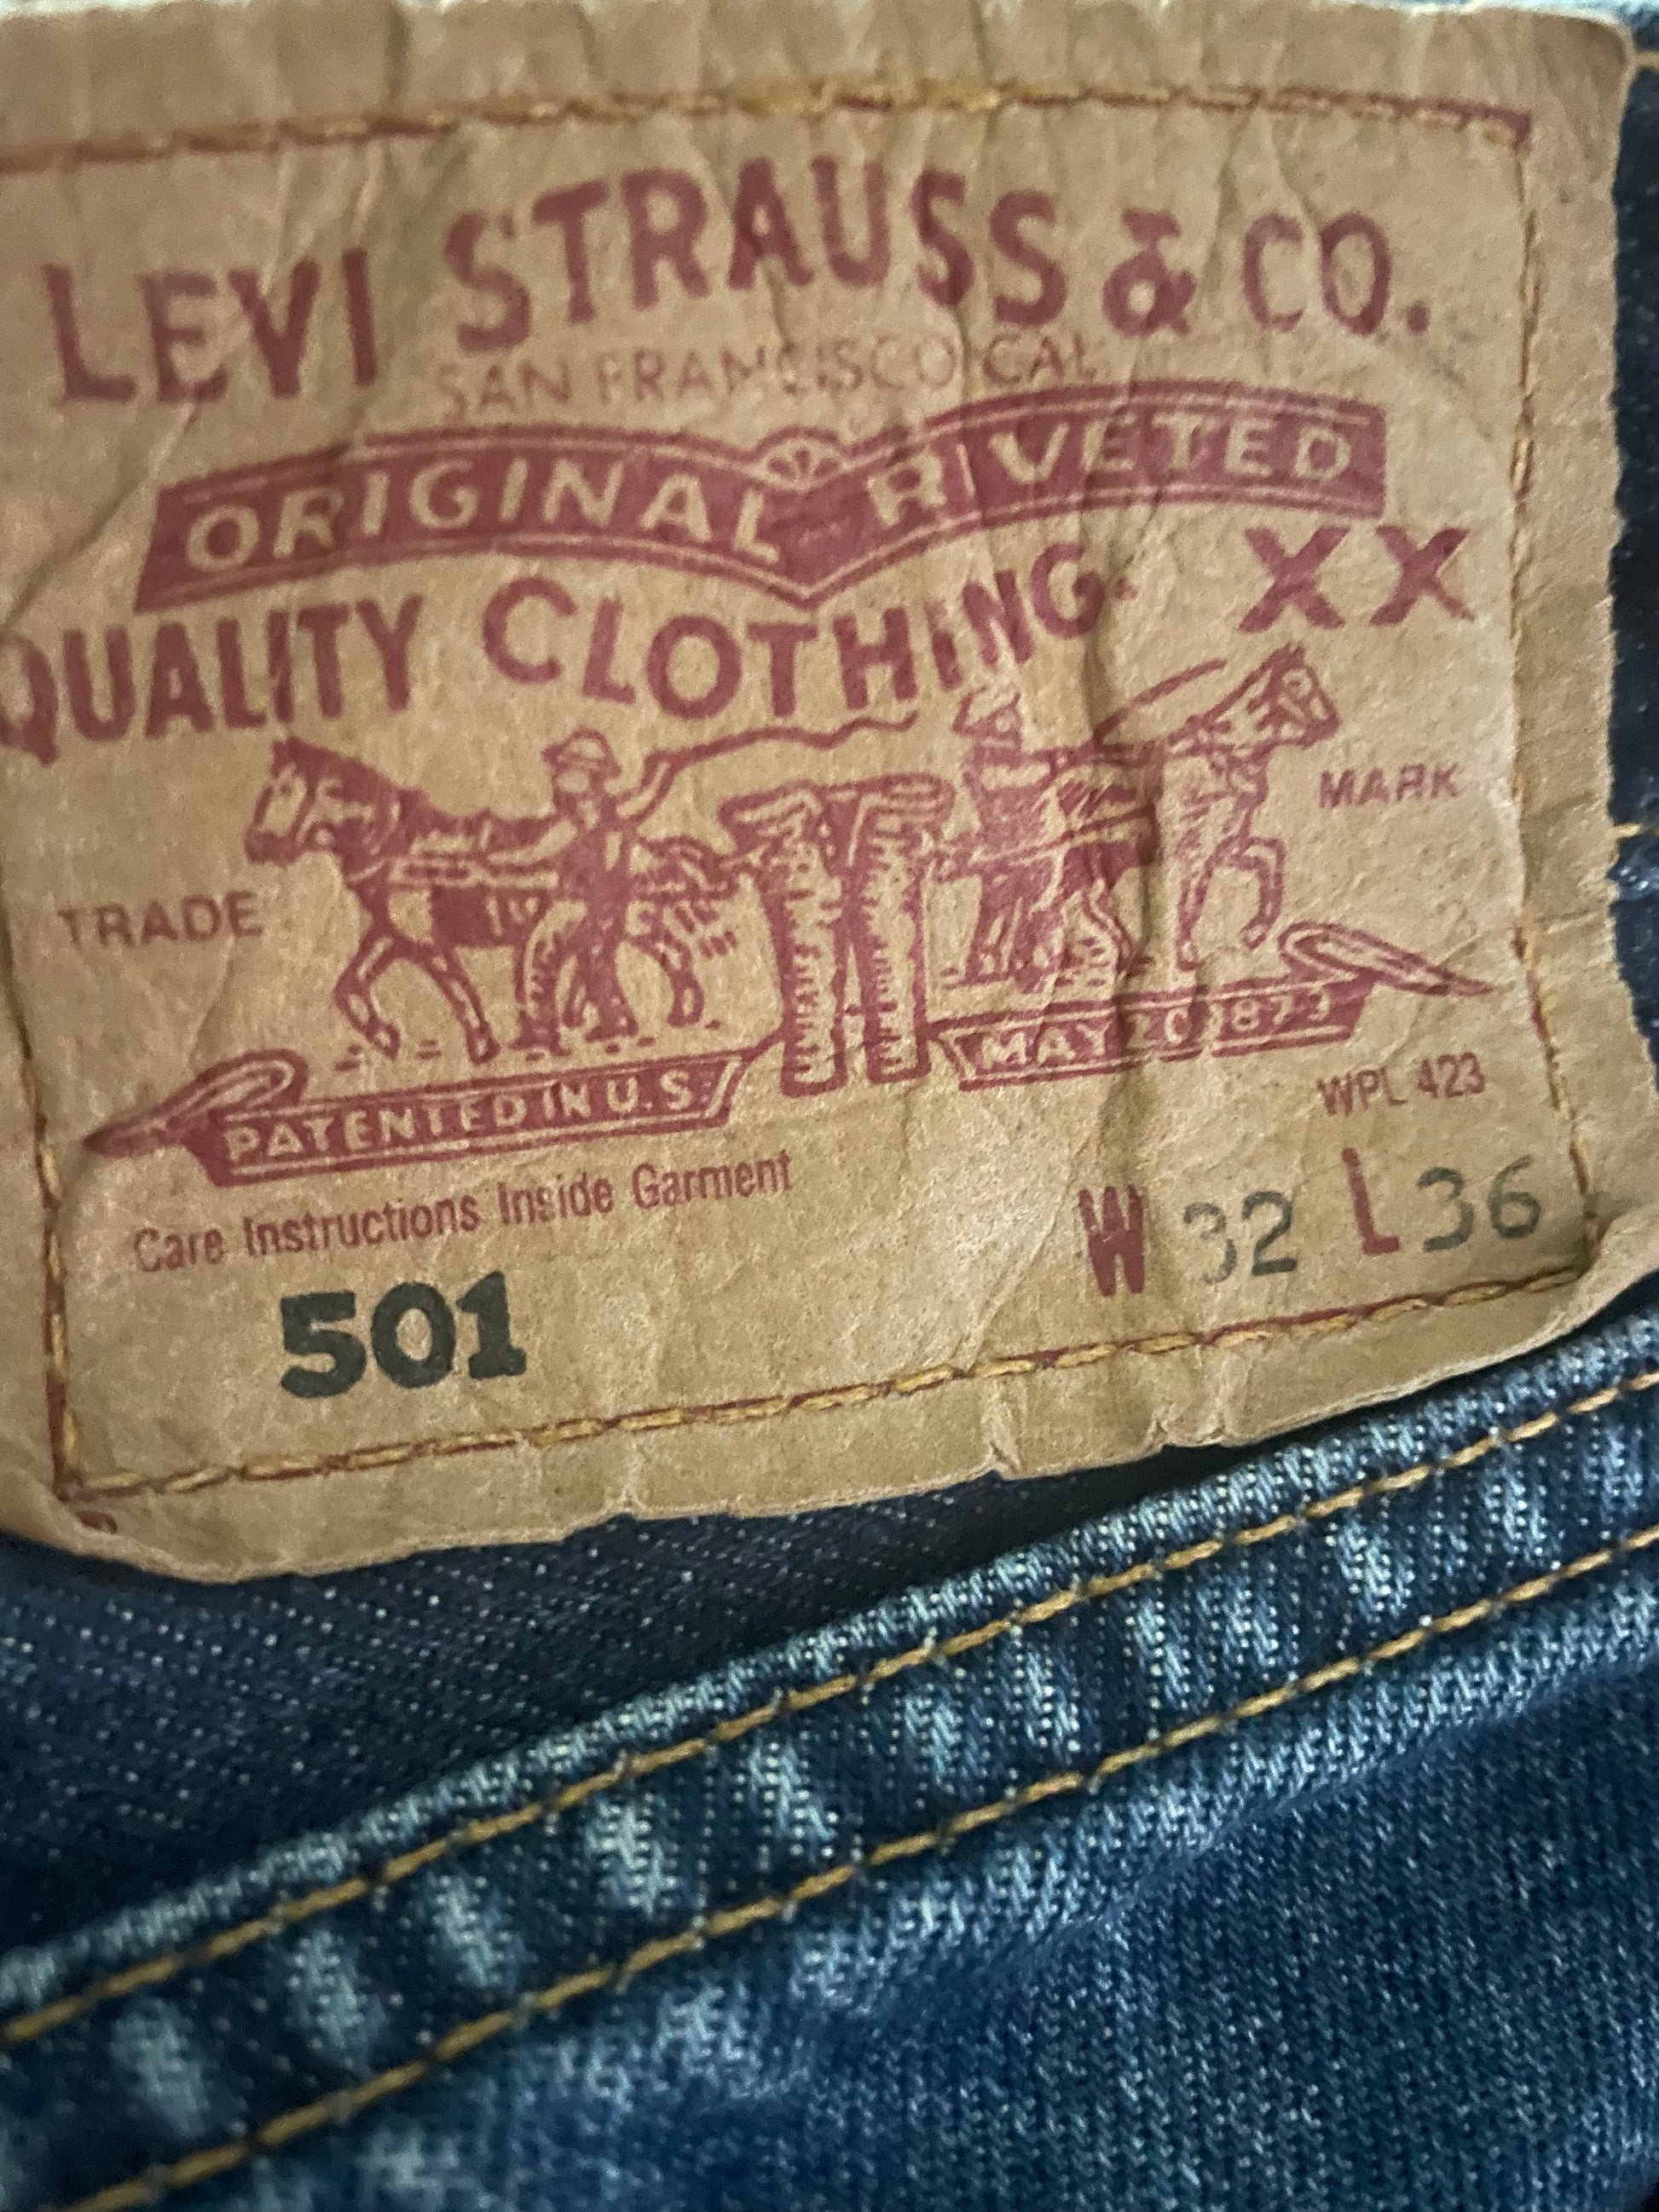 LEVI STRAUSS & CO.
SAN FRANCISCO CAL
ORIGINAL RIVETED
QUALITY CLOTHING. XX
TRADE MARK
PATENTED IN U.S. MAY 20 1873
WPL 423
Care Instructions Inside Garment
W 32 L 36
501